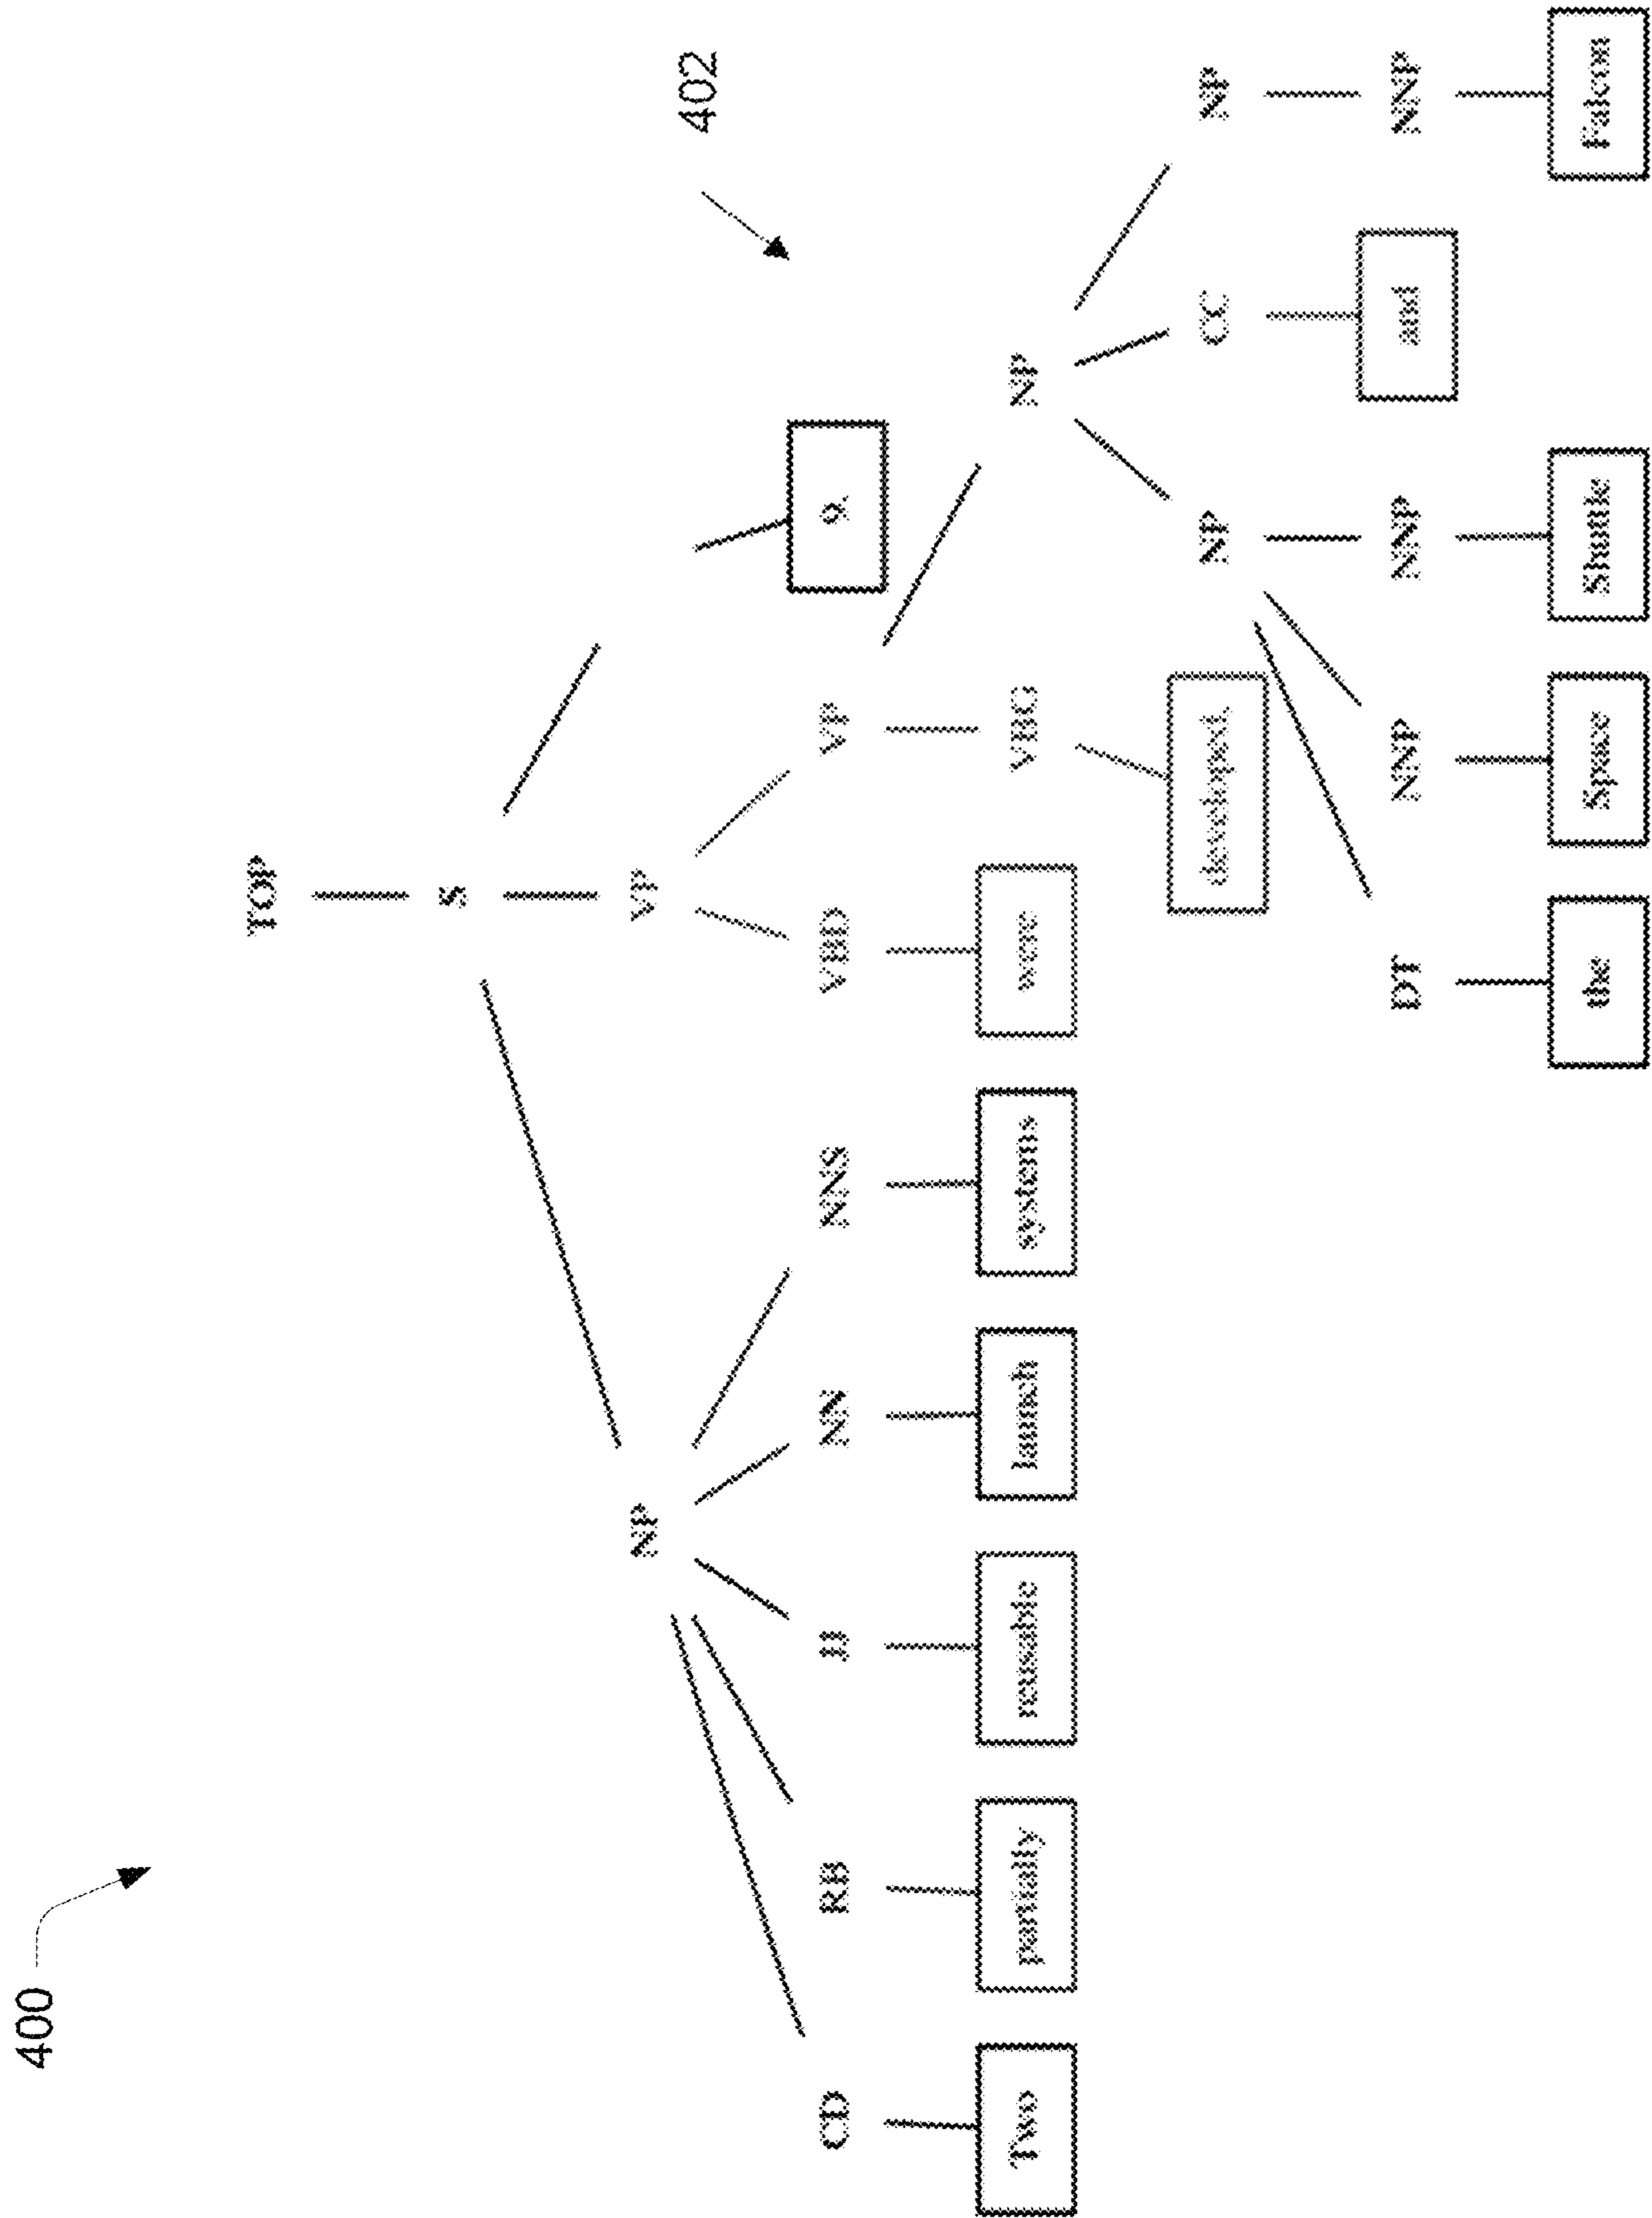 400
TOP
S
NP VP
402
CD RB JJ NN NNS VBD VP 9.
Two partially reusable launch systems were VBG NP
developed, NP CC NP
DT NNP NNP and NNP
the Space Shuttle Falcon